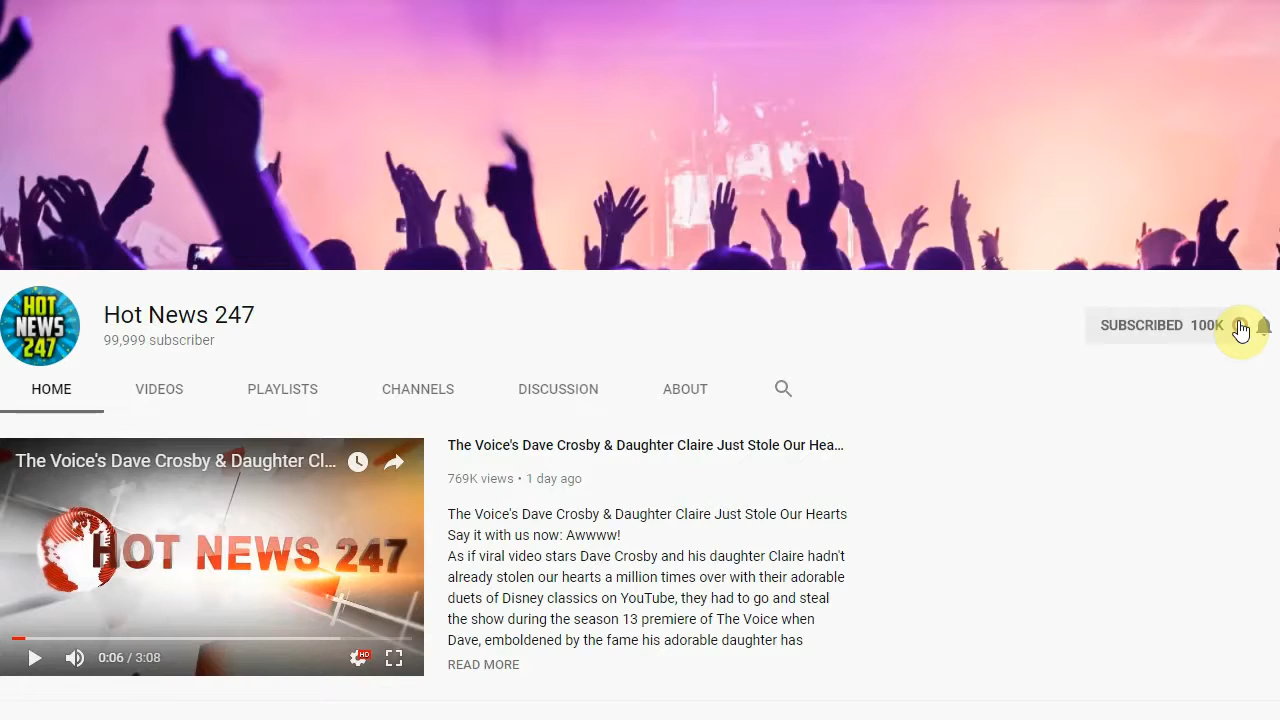 HOT
NEWS
247
Hot News 247
99,999 subscriber
SUBSCRIBED 100K
HOME VIDEOS PLAYLISTS CHANNELS DISCUSSION ABOUT
The Voice's Dave Crosby & Daughter Cl...
HOT NEWS 247
0:06 / 3:08
HD
The Voice's Dave Crosby & Daughter Claire Just Stole Our Hea...
769K views • 1 day ago
The Voice's Dave Crosby & Daughter Claire Just Stole Our Hearts
Say it with us now: Awwww!
As if viral video stars Dave Crosby and his daughter Claire hadn't
already stolen our hearts a million times over with their adorable
duets of Disney classics on YouTube, they had to go and steal
the show during the season 13 premiere of The Voice when
Dave, emboldened by the fame his adorable daughter has
READ MORE